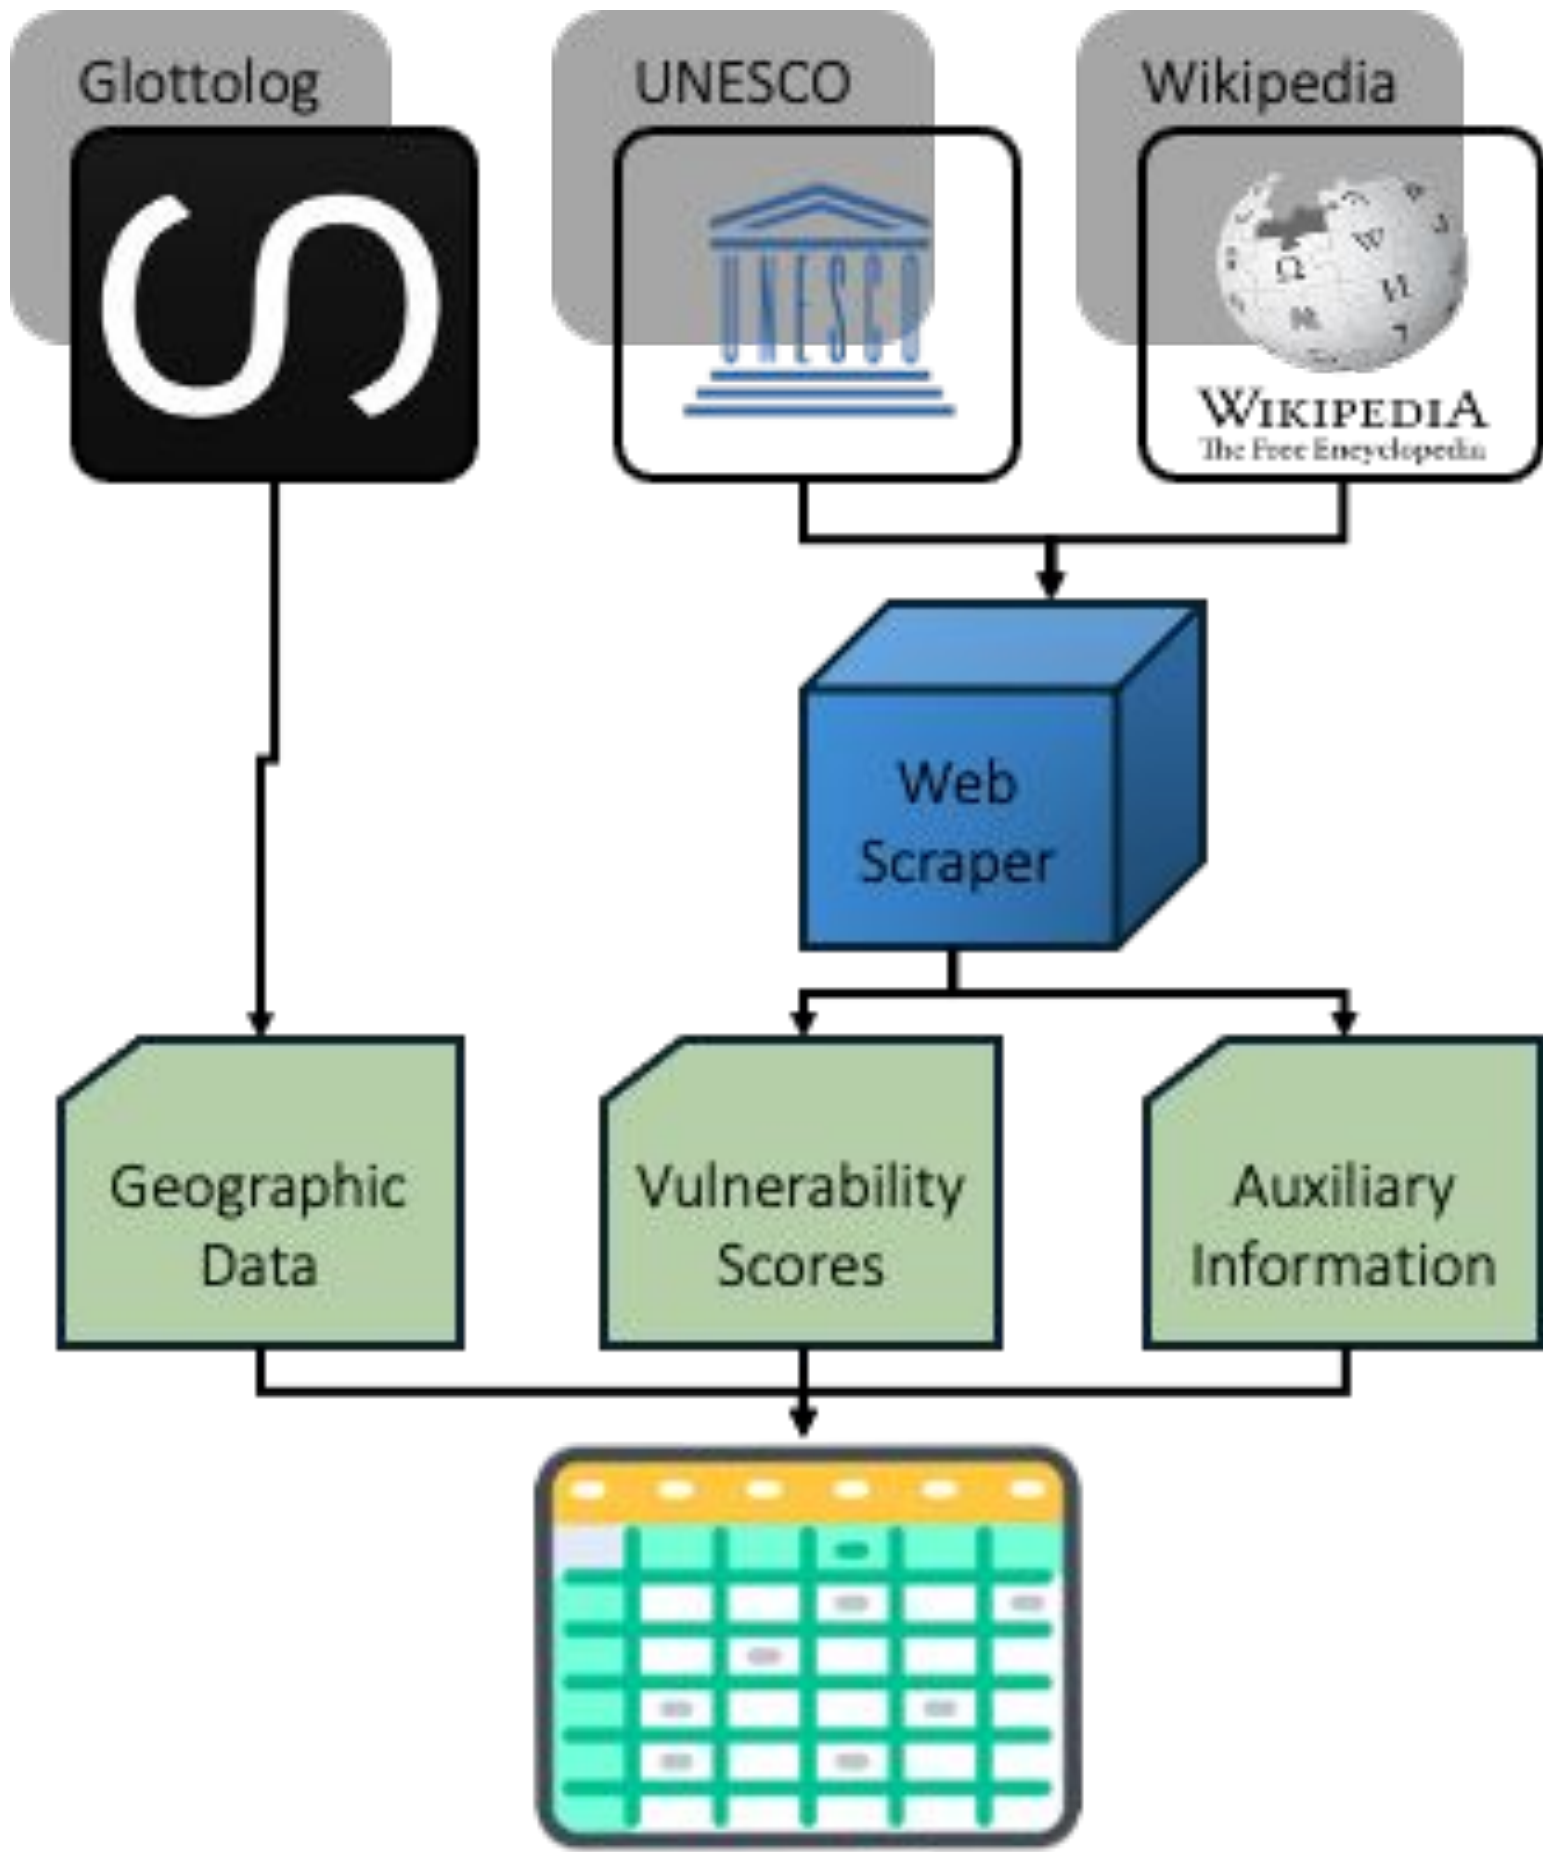 Glottolog
UNESCO
Wikipedia
UNESCO
WIKIPEDIA
The Free Encyclopedia
Web
Scraper
Geographic
Data
Vulnerability
Scores
Auxiliary
Information